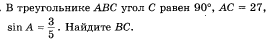 . В треугольнике ABC угол C равен 90°, AC = 27,
sin A = 3/5 . Найдите BC.